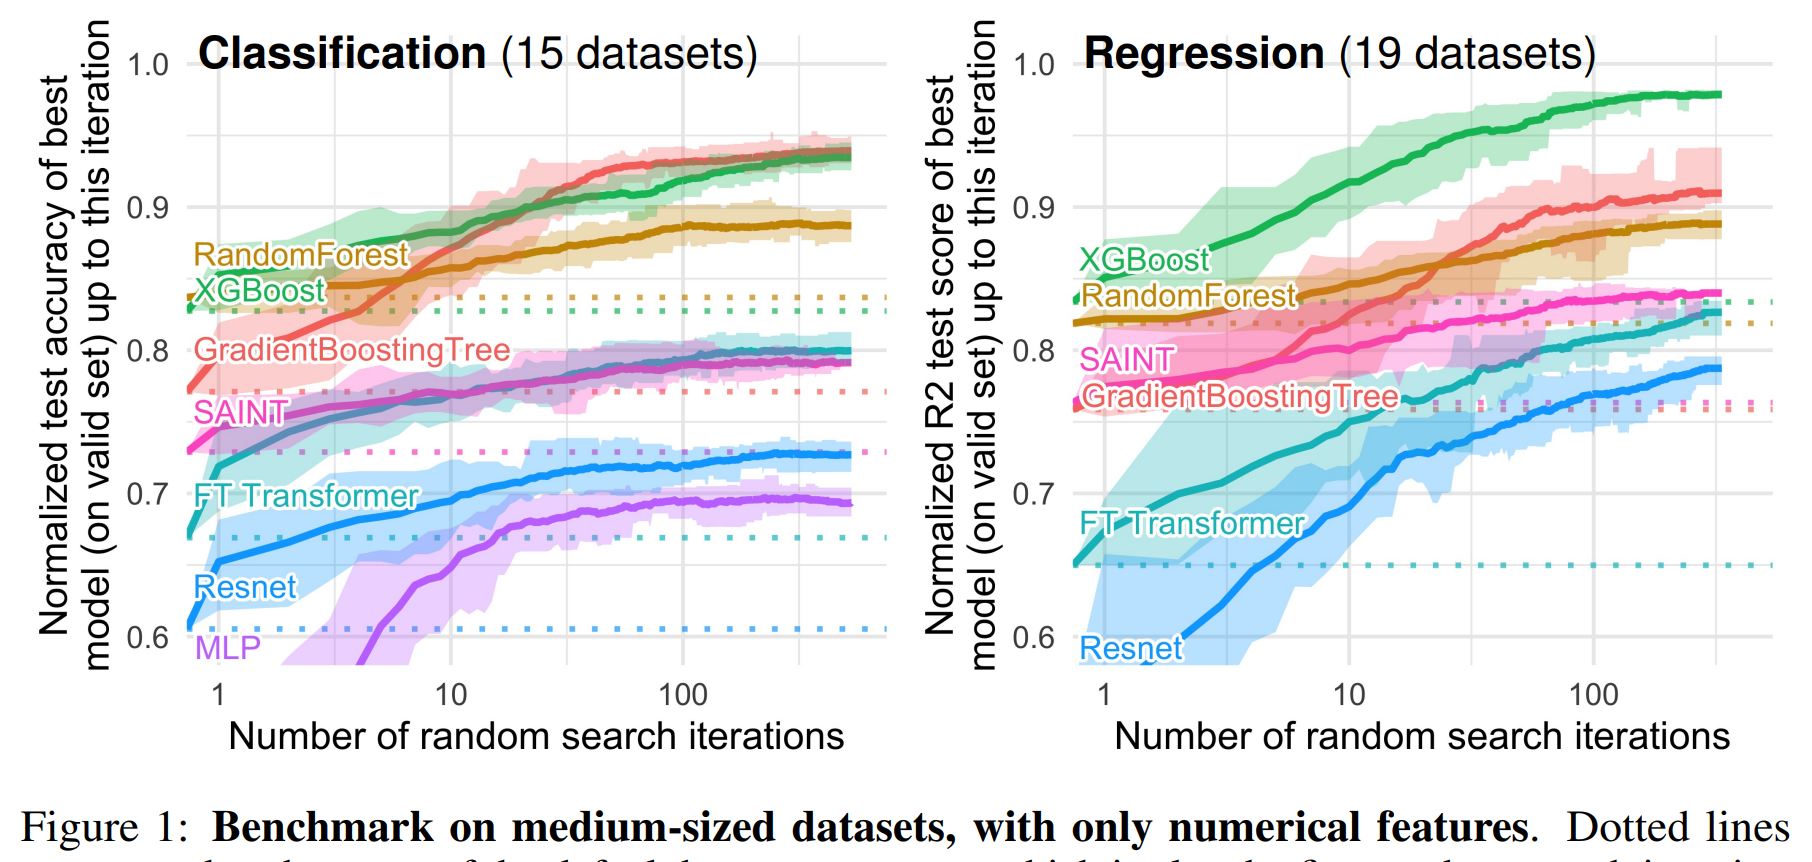 Classification (15 datasets)
Normalized test accuracy of best
model (on valid set) up to this iteration
1.0
0.9
0.8
0.7
0.6
RandomForest
XGBoost
GradientBoostingTree
SAINT
FT Transformer
Resnet
MLP
1 10 100
Number of random search iterations
Regression (19 datasets)
Normalized R2 test score of best
model (on valid set) up to this iteration
1.0
0.9
0.8
0.7
0.6
XGBoost
RandomForest
SAINT
GradientBoostingTree
FT Transformer
Resnet
1 10 100
Number of random search iterations
Figure 1: Benchmark on medium-sized datasets, with only numerical features. Dotted lines